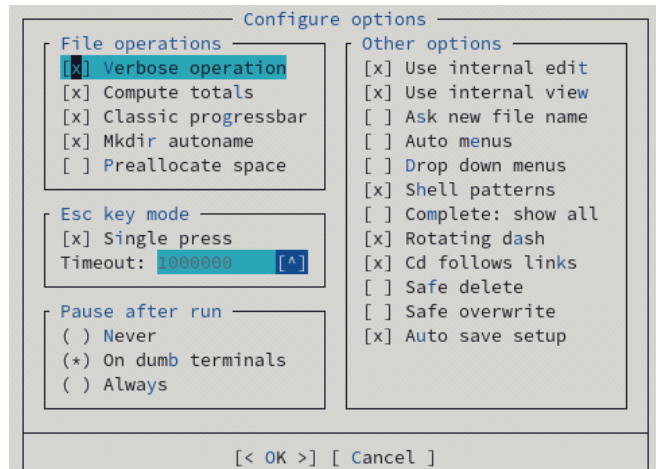 Configure options
File operations
[x] Verbose operation
[x] Compute totals
[x] Classic progressbar
[x] Mkdir autoname
[ ] Preallocate space
Esc key mode
[x] Single press
Timeout: 1000000 [^]
Pause after run
( ) Never
(*) On dumb terminals
( ) Always
Other options
[x] Use internal edit
[x] Use internal view
[ ] Ask new file name
[ ] Auto menus
[ ] Drop down menus
[x] Shell patterns
[ ] Complete: show all
[x] Rotating dash
[x] Cd follows links
[ ] Safe delete
[ ] Safe overwrite
[x] Auto save setup
[< OK >] [ Cancel ]